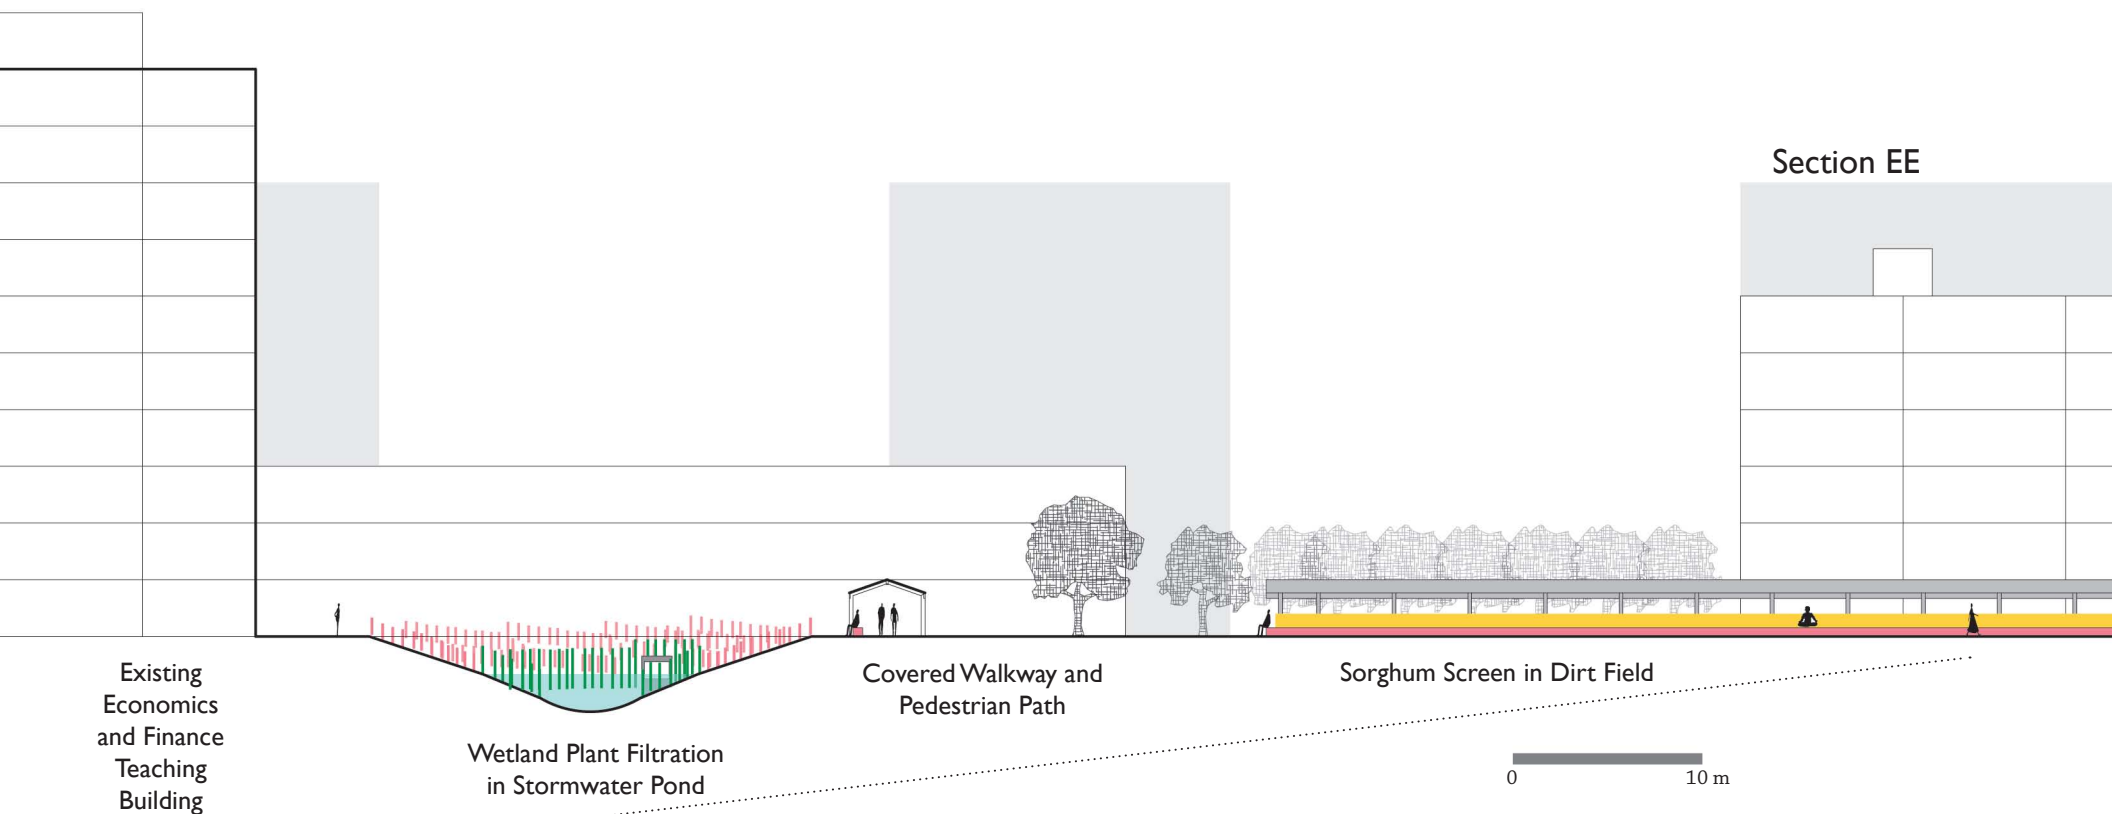 Section EE
Existing
Economics
and Finance
Teaching
Building
Wetland Plant Filtration
in Stormwater Pond
Covered Walkway and
Pedestrian Path
Sorghum Screen in Dirt Field
0 10 m